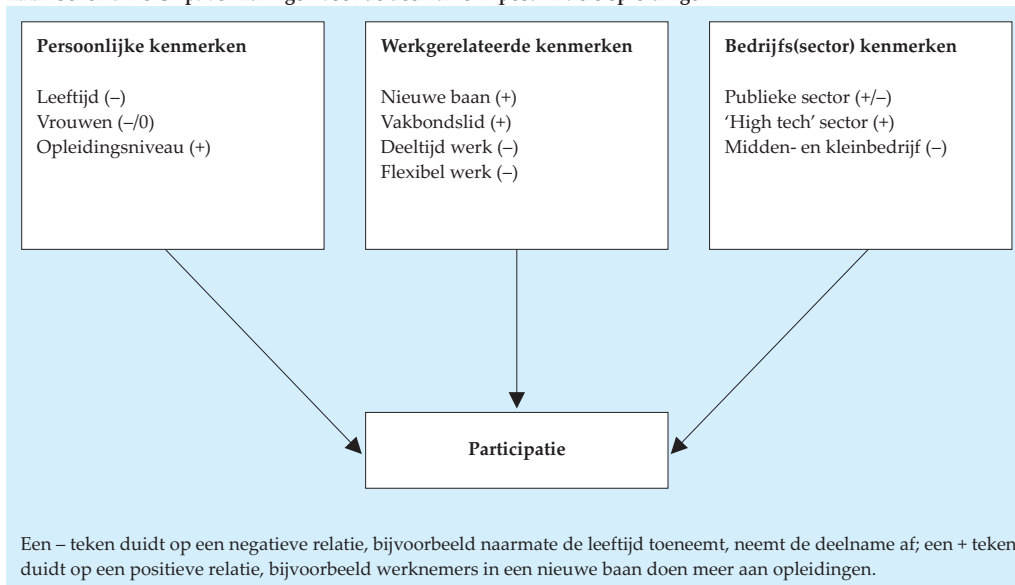 Persoonlijke kenmerken
Leeftijd (–)
Vrouwen (–/0)
Opleidingsniveau (+)
Werkgerelateerde kenmerken
Nieuwe baan (+)
Vakbondslid (+)
Deeltijd werk (–)
Flexibel werk (–)
Bedrijfs(sector) kenmerken
Publieke sector (+/–)
‘High tech’ sector (+)
Midden- en kleinbedrijf (–)
Participatie
Een – teken duidt op een negatieve relatie, bijvoorbeeld naarmate de leeftijd toeneemt, neemt de deelname af; een + teken
duidt op een positieve relatie, bijvoorbeeld werknemers in een nieuwe baan doen meer aan opleidingen.